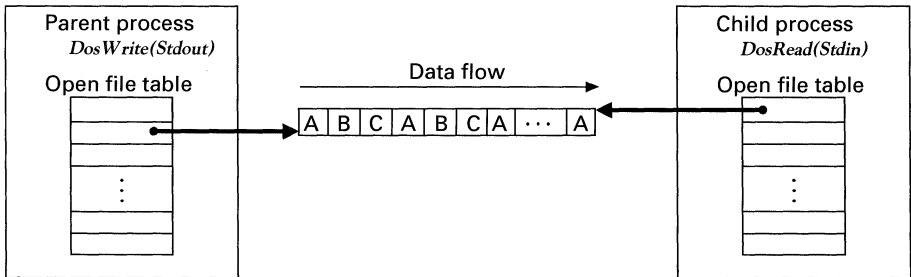 Parent process
DosWrite(Stdout)
Open file table
Data flow
A B C A B C A ··· A
Child process
DosRead(Stdin)
Open file table